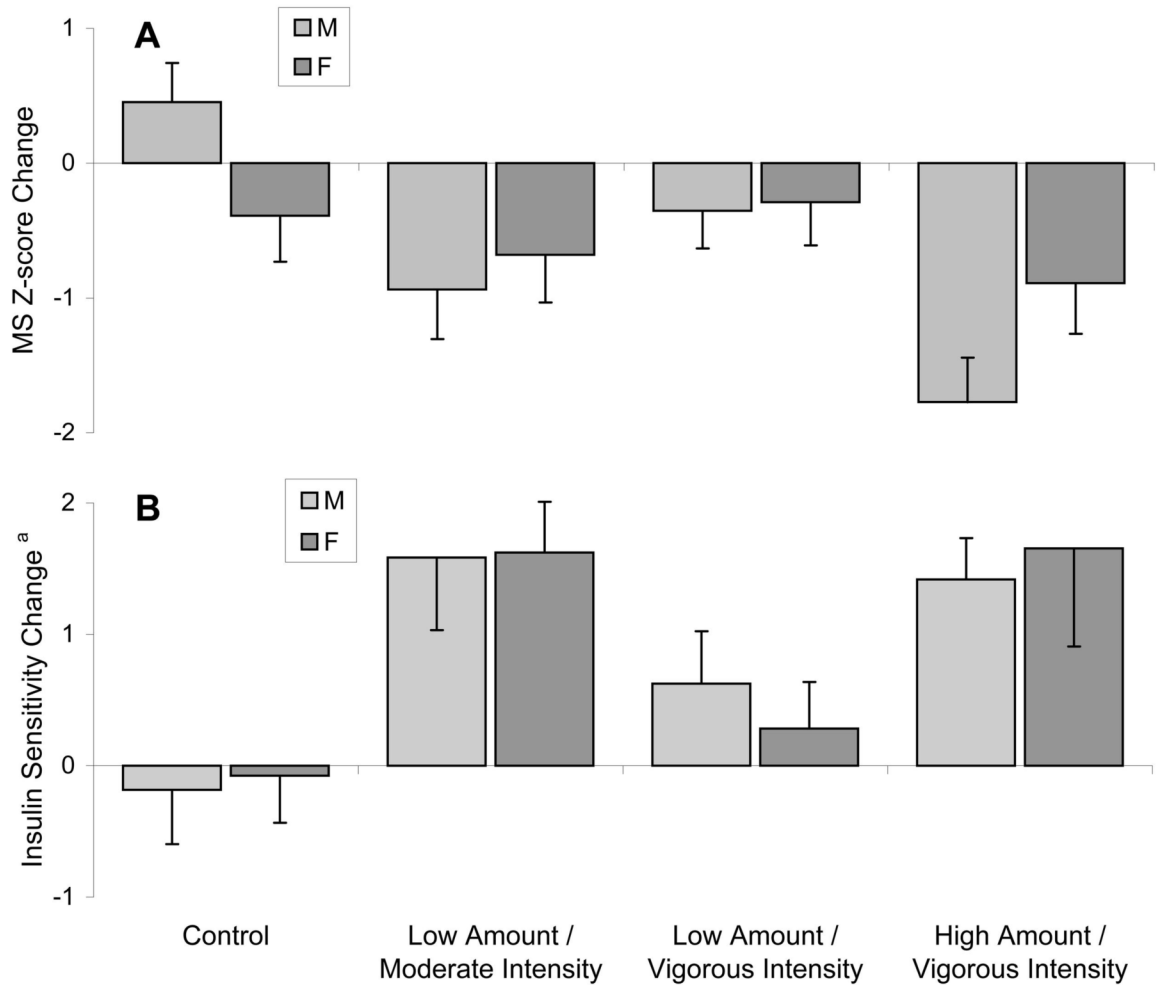 A
M
F
MS Z-score Change
1
0
-1
-2
B
M
F
Insulin Sensitivity Change a
2
1
0
-1
Control
Low Amount /
Moderate Intensity
Low Amount /
Vigorous Intensity
High Amount /
Vigorous Intensity